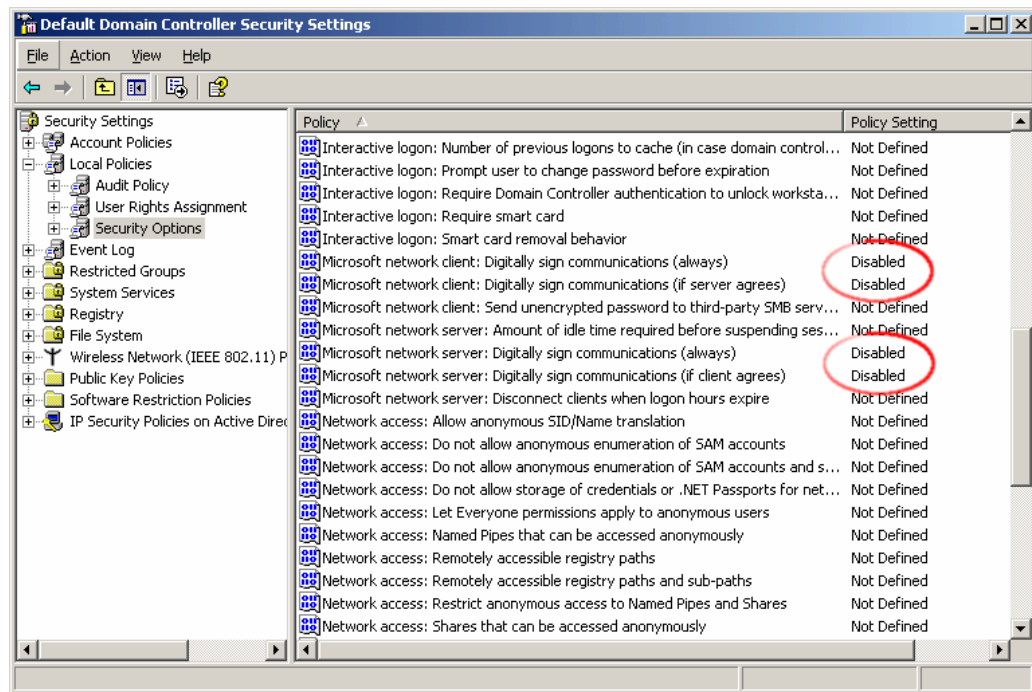 Default Domain Controller Security Settings
File Action View Help
Security Settings
Account Policies
Local Policies
Audit Policy
User Rights Assignment
Security Options
Event Log
Restricted Groups
System Services
Registry
File System
Wireless Network (IEEE 802.11) P
Public Key Policies
Software Restriction Policies
IP Security Policies on Active Direc
Policy Policy Setting
Interactive logon: Number of previous logons to cache (in case domain control... Not Defined
Interactive logon: Prompt user to change password before expiration Not Defined
Interactive logon: Require Domain Controller authentication to unlock worksta... Not Defined
Interactive logon: Require smart card Not Defined
Interactive logon: Smart card removal behavior Not Defined
Microsoft network client: Digitally sign communications (always) Disabled
Microsoft network client: Digitally sign communications (if server agrees) Disabled
Microsoft network client: Send unencrypted password to third-party SMB serv... Not Defined
Microsoft network server: Amount of idle time required before suspending ses... Not Defined
Microsoft network server: Digitally sign communications (always) Disabled
Microsoft network server: Digitally sign communications (if client agrees) Disabled
Microsoft network server: Disconnect clients when logon hours expire Not Defined
Network access: Allow anonymous SID/Name translation Not Defined
Network access: Do not allow anonymous enumeration of SAM accounts Not Defined
Network access: Do not allow anonymous enumeration of SAM accounts and s... Not Defined
Network access: Do not allow storage of credentials or .NET Passports for net... Not Defined
Network access: Let Everyone permissions apply to anonymous users Not Defined
Network access: Named Pipes that can be accessed anonymously Not Defined
Network access: Remotely accessible registry paths Not Defined
Network access: Remotely accessible registry paths and sub-paths Not Defined
Network access: Restrict anonymous access to Named Pipes and Shares Not Defined
Network access: Shares that can be accessed anonymously Not Defined